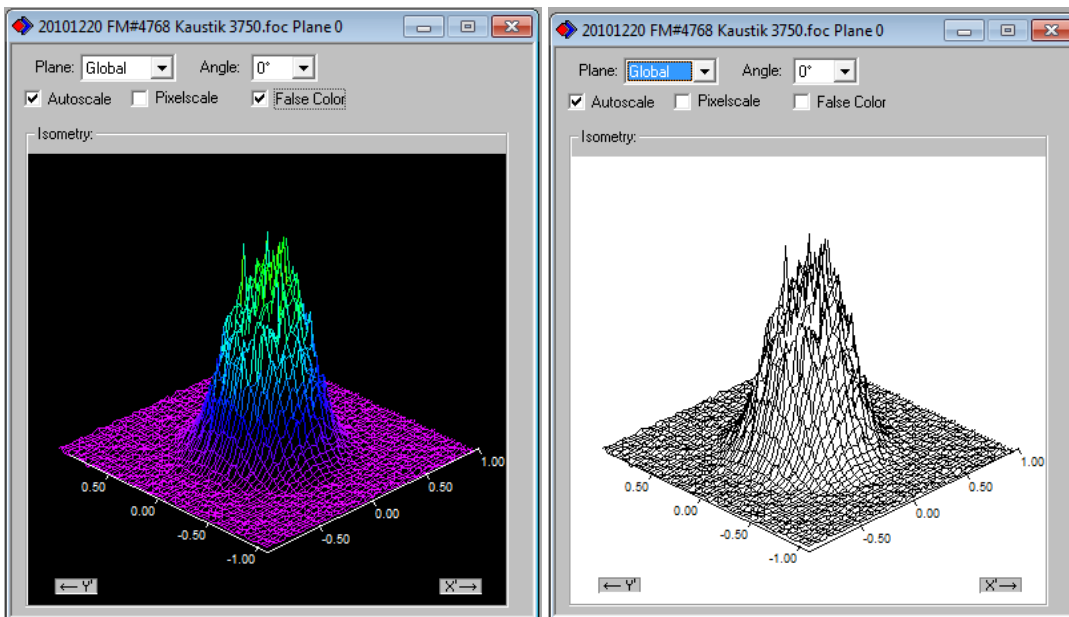 20101220 FM#4768 Kaustik 3750.foc Plane 0
Plane: Global Angle: 0°
Autoscale Pixelscale False Color
Isometry:
1.00
0.50 0.50
0.00 0.00
-0.50 -0.50
-1.00
← Y' X' →
20101220 FM#4768 Kaustik 3750.foc Plane 0
Plane: Global Angle: 0°
Autoscale Pixelscale False Color
Isometry:
1.00
0.50 0.50
0.00 0.00
-0.50 -0.50
-1.00
← Y' X' →